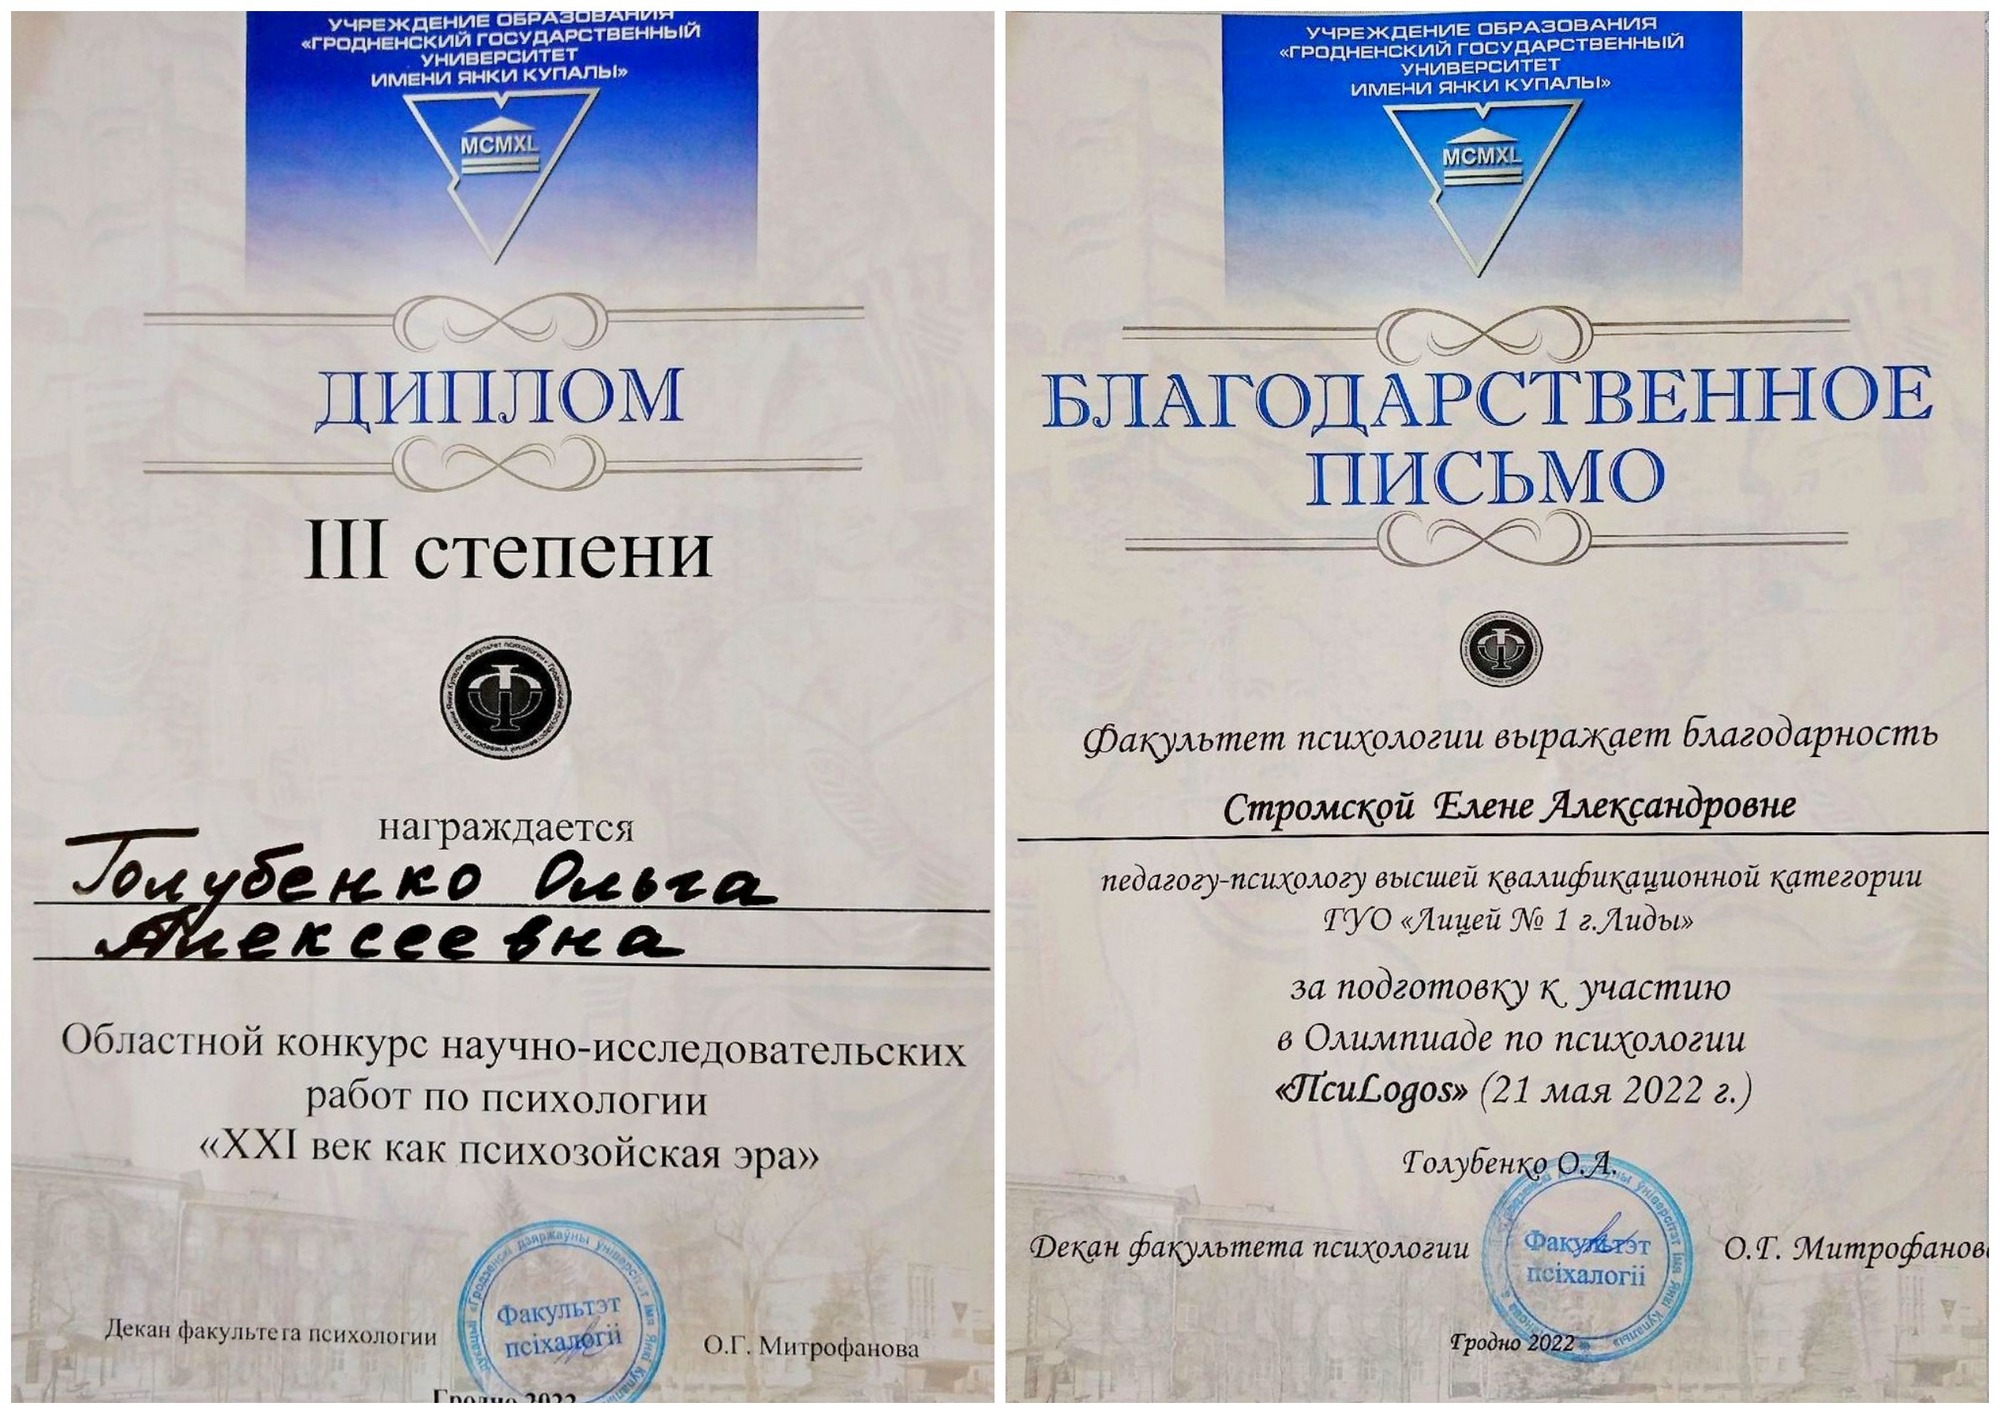 УЧРЕЖДЕНИЕ ОБРАЗОВАНИЯ
«ГРОДНЕНСКИЙ ГОСУДАРСТВЕННЫЙ
УНИВЕРСИТЕТ
ИМЕНИ ЯНКИ КУПАЛЫ»
MCMXL
ДИПЛОМ
III степени
награждается
Голубенко Ольга
Алексеевна
Областной конкурс научно-исследовательских
работ по психологии
«XXI век как психозойская эра»
Декан факультета психологии
Факультэт
псіхалогіі
О.Г. Митрофанова
Гродно 2022
УЧРЕЖДЕНИЕ ОБРАЗОВАНИЯ
«ГРОДНЕНСКИЙ ГОСУДАРСТВЕННЫЙ
УНИВЕРСИТЕТ
ИМЕНИ ЯНКИ КУПАЛЫ»
MCMXL
БЛАГОДАРСТВЕННОЕ
ПИСЬМО
Факультет психологии выражает благодарность
Стромской Елене Александровне
педагогу-психологу высшей квалификационной категории
ГУО «Лицей № 1 г.Лиды»
за подготовку к участию
в Олимпиаде по психологии
«ПсиLogos» (21 мая 2022 г.)
Голубенко О.А.
Декан факультета психологии
Факультэт
псіхалогіі
О.Г. Митрофанов
Гродно 2022